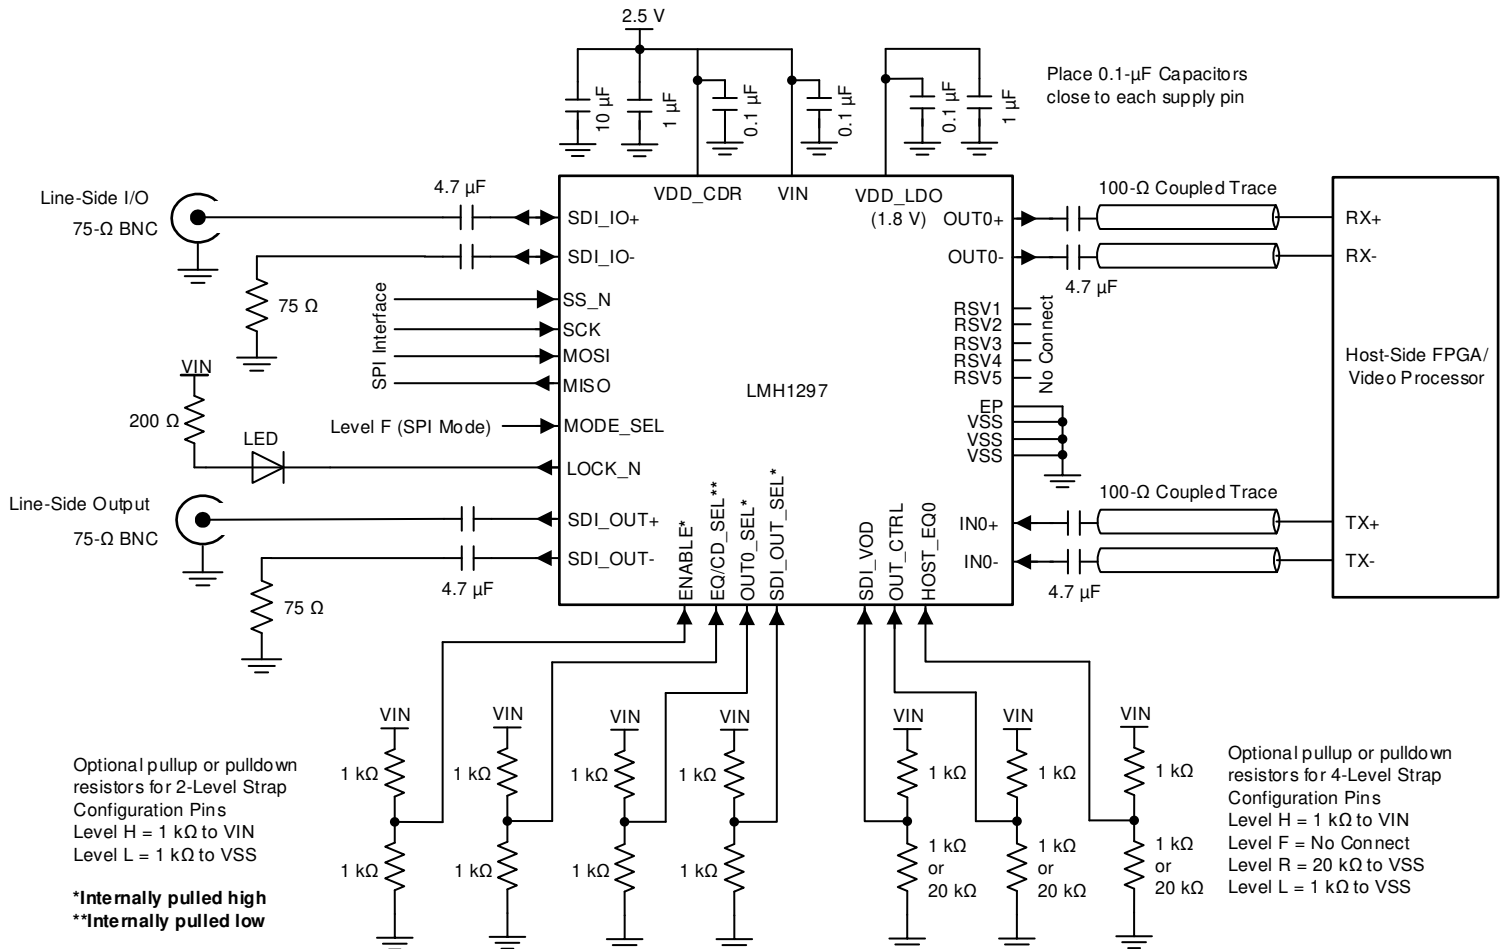 2.5 V
10 µF
1 µF
0.1 µF
0.1 µF
0.1 µF
1 µF
Place 0.1-µF Capacitors
close to each supply pin
Line-Side I/O
75-Ω BNC
4.7 µF
75 Ω
SPI Interface
VIN
200 Ω
LED
Level F (SPI Mode)
Line-Side Output
75-Ω BNC
4.7 µF
75 Ω
VDD_CDR
VIN
VDD_LDO
(1.8 V)
SDI_IO+
SDI_IO-
SS_N
SCK
MOSI
MISO
MODE_SEL
LOCK_N
SDI_OUT+
SDI_OUT-
LMH1297
OUT0+
OUT0-
RSV1
RSV2
RSV3
RSV4
RSV5
No Connect
EP
VSS
VSS
VSS
IN0+
IN0-
ENABLE*
EQ/CD_SEL**
OUT0_SEL*
SDI_OUT_SEL*
SDI_VOD
OUT_CTRL
HOST_EQ0
100-Ω Coupled Trace
4.7 µF
100-Ω Coupled Trace
4.7 µF
RX+
RX-
Host-Side FPGA/
Video Processor
TX+
TX-
Optional pullup or pulldown
resistors for 2-Level Strap
Configuration Pins
Level H = 1 kΩ to VIN
Level L = 1 kΩ to VSS
*Internally pulled high
**Internally pulled low
VIN
1 kΩ
1 kΩ
VIN
1 kΩ
1 kΩ
VIN
1 kΩ
1 kΩ
VIN
1 kΩ
1 kΩ
VIN
1 kΩ
1 kΩ
or
20 kΩ
VIN
1 kΩ
1 kΩ
or
20 kΩ
VIN
1 kΩ
1 kΩ
or
20 kΩ
Optional pullup or pulldown
resistors for 4-Level Strap
Configuration Pins
Level H = 1 kΩ to VIN
Level F = No Connect
Level R = 20 kΩ to VSS
Level L = 1 kΩ to VSS